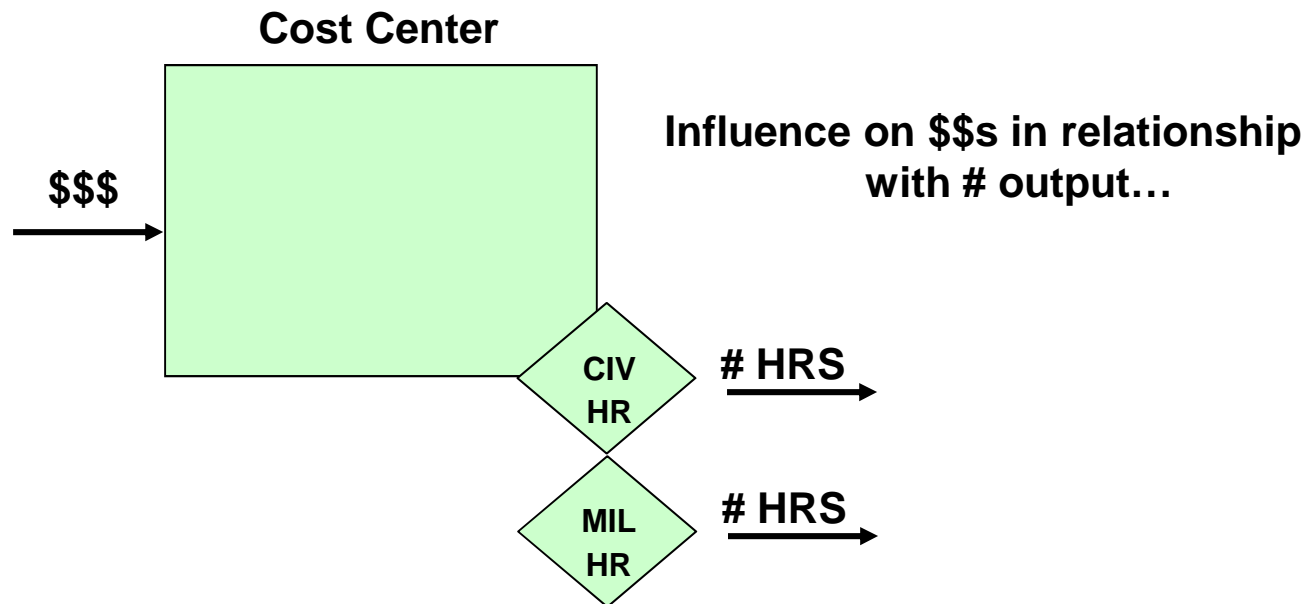 Cost Center
Influence on $$s in relationship
with # output…
$$$
CIV
HR
# HRS
MIL
HR
# HRS